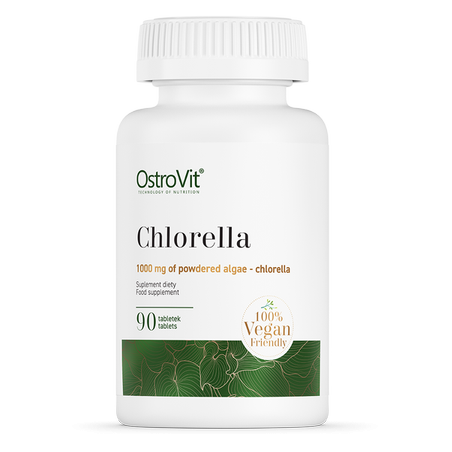 OstroVit®
TECHNOLOGY OF NUTRITION
Chlorella
1000 mg of powdered algae - chlorella
Suplement diety
Food supplement
90 tabletek
tablets
100%
Vegan
Friendly